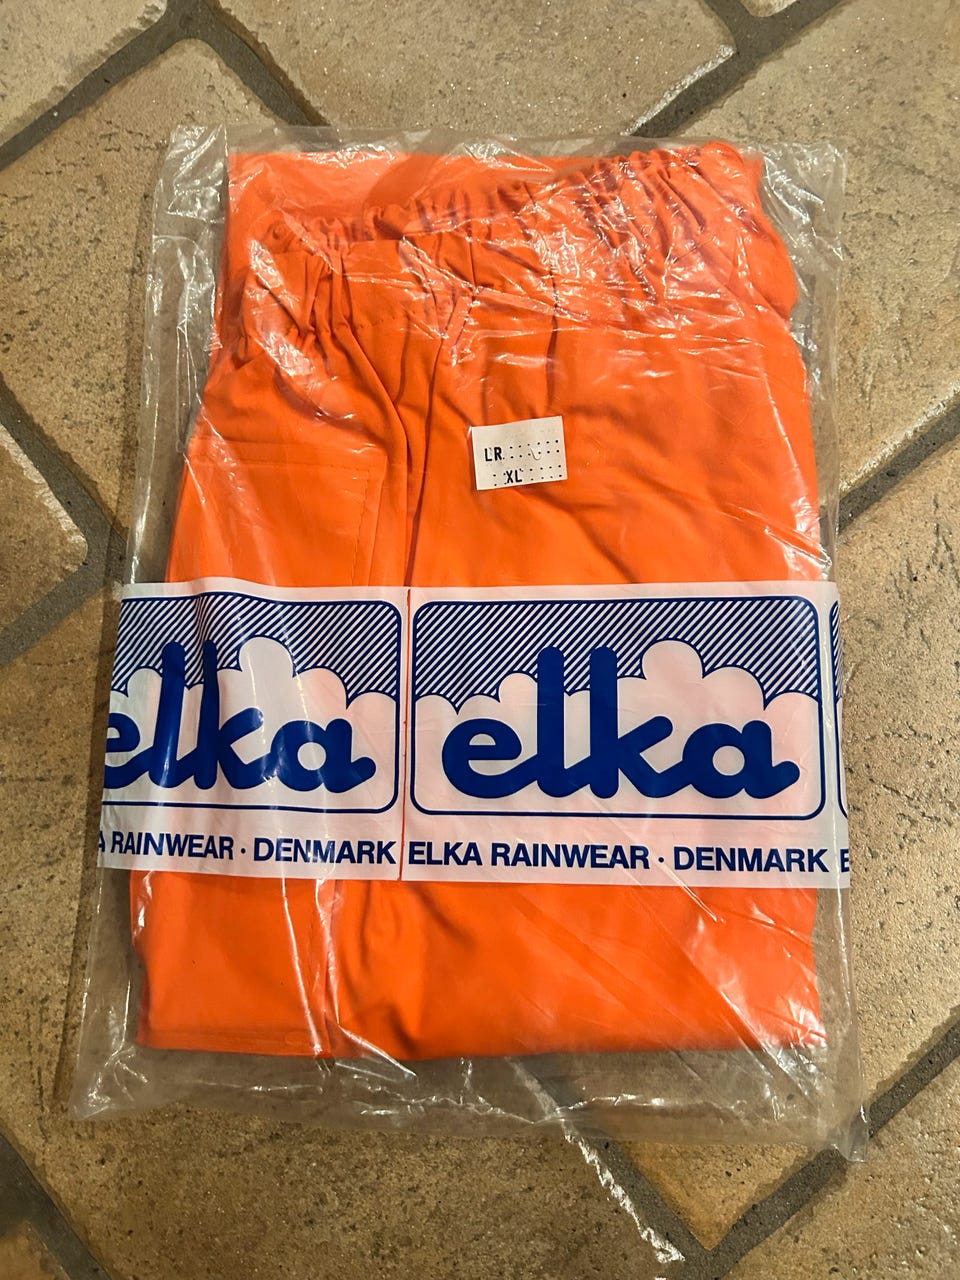 LR
XL
elka
elka
A RAINWEAR · DENMARK
ELKA RAINWEAR · DENMARK
E